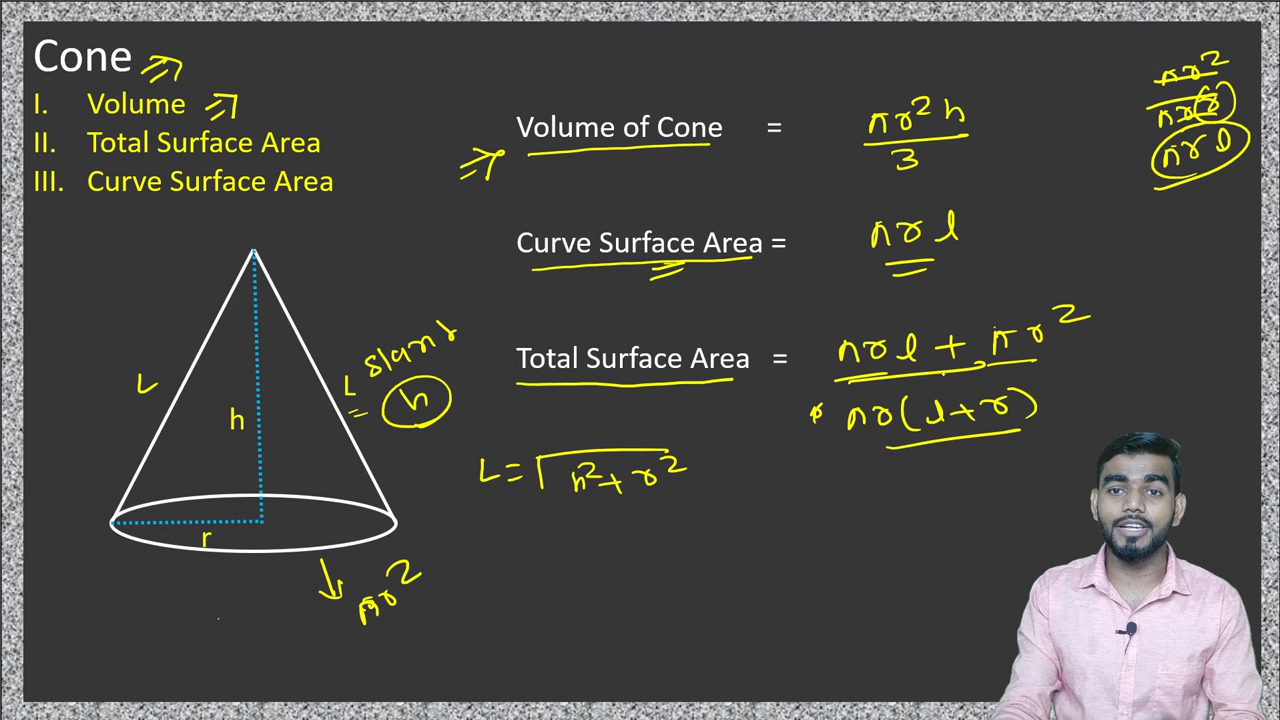 Cone
I. Volume
II. Total Surface Area
III. Curve Surface Area
Volume of Cone = πr²h
3
Curve Surface Area = πrl
Total Surface Area = πrl + πr²
πr(l+r)
L = √h²+r²
πr²
πr(r)
πrl
L
h
r
L slant
h
πr²